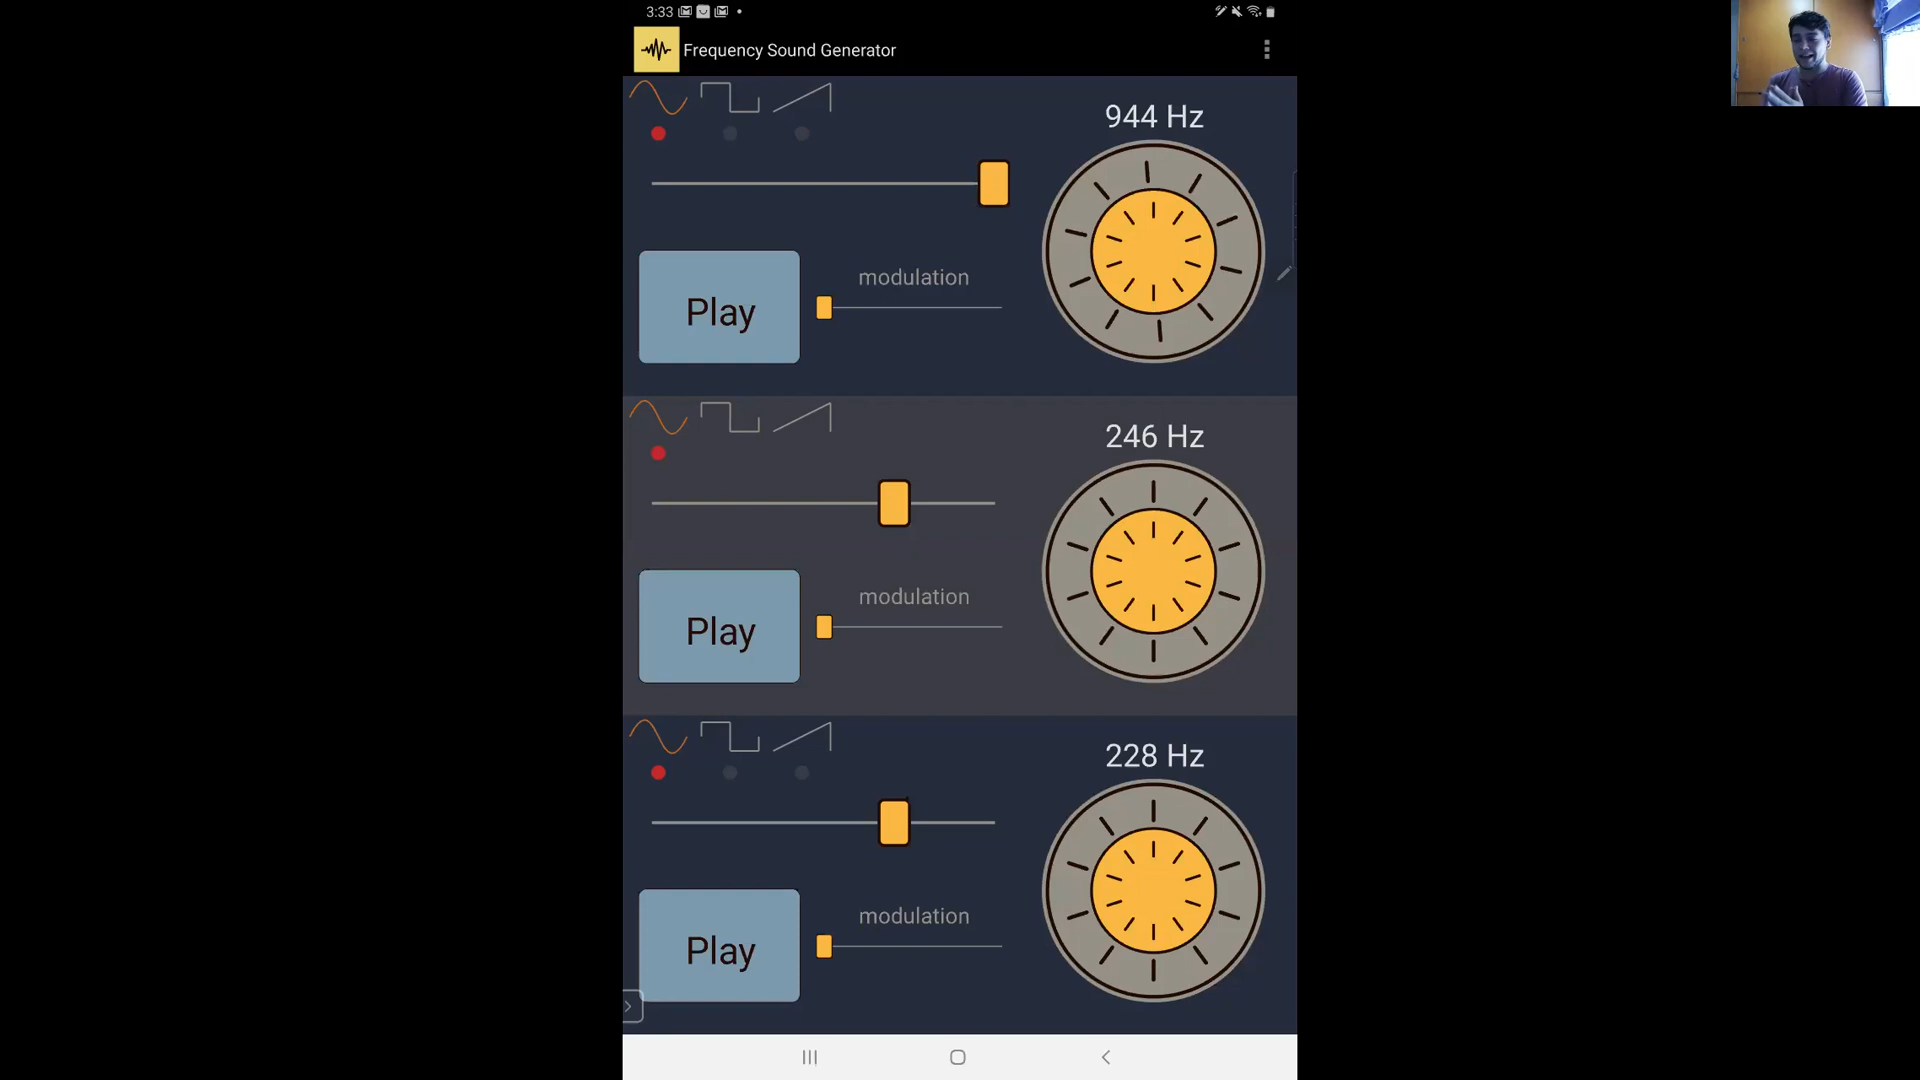 3:33
Frequency Sound Generator
944 Hz
modulation
Play
246 Hz
modulation
Play
228 Hz
modulation
Play